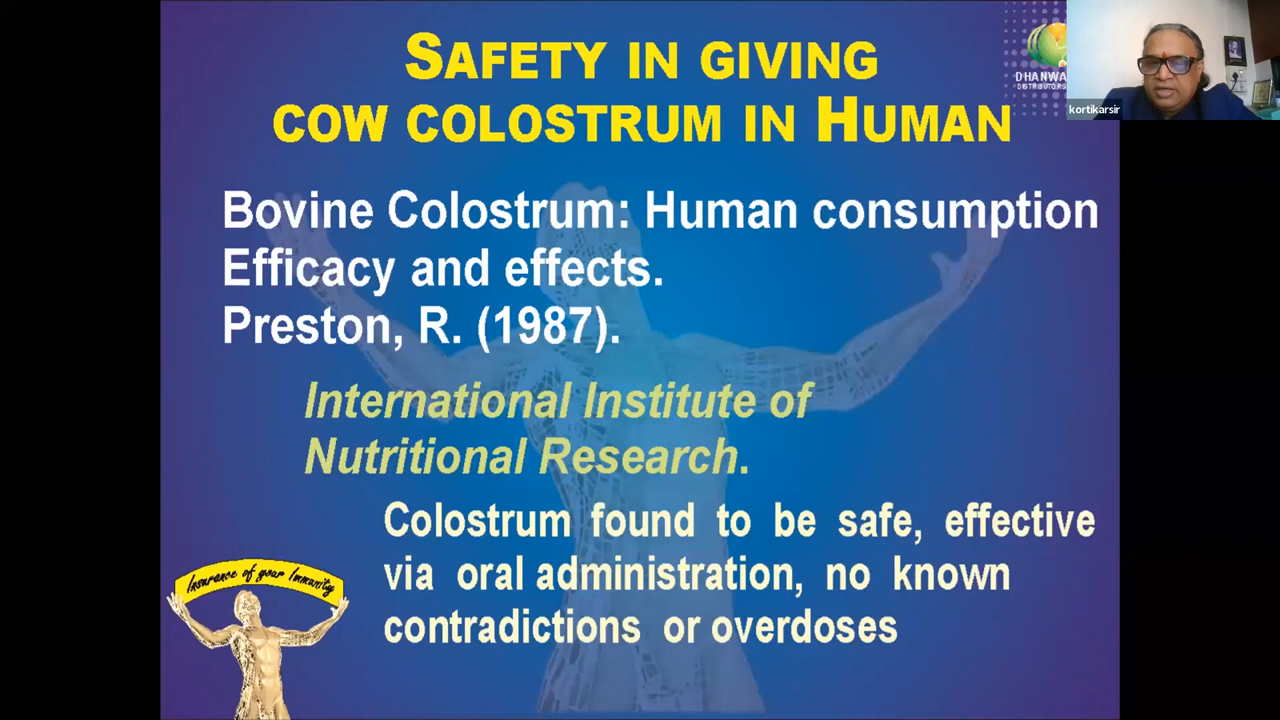 SAFETY IN GIVING
COW COLOSTRUM IN HUMAN
DHANWA
DISTRIBUTORS
kortikarsir
Bovine Colostrum: Human consumption
Efficacy and effects.
Preston, R. (1987).
International Institute of
Nutritional Research.
Colostrum found to be safe, effective
via oral administration, no known
contradictions or overdoses
Insurance of your Immunity